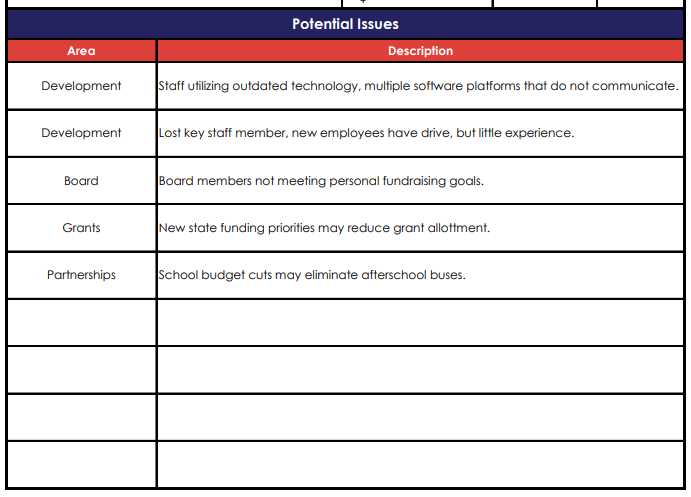 Potential Issues
Area Description
Development Staff utilizing outdated technology, multiple software platforms that do not communicate.
Development Lost key staff member, new employees have drive, but little experience.
Board Board members not meeting personal fundraising goals.
Grants New state funding priorities may reduce grant allottment.
Partnerships School budget cuts may eliminate afterschool buses.